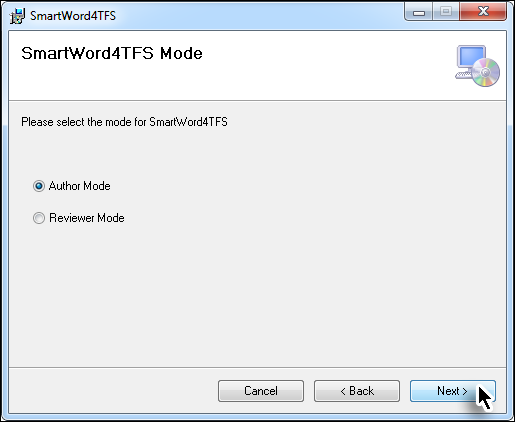 SmartWord4TFS
SmartWord4TFS Mode
Please select the mode for SmartWord4TFS
Author Mode
Reviewer Mode
Cancel
< Back
Next >